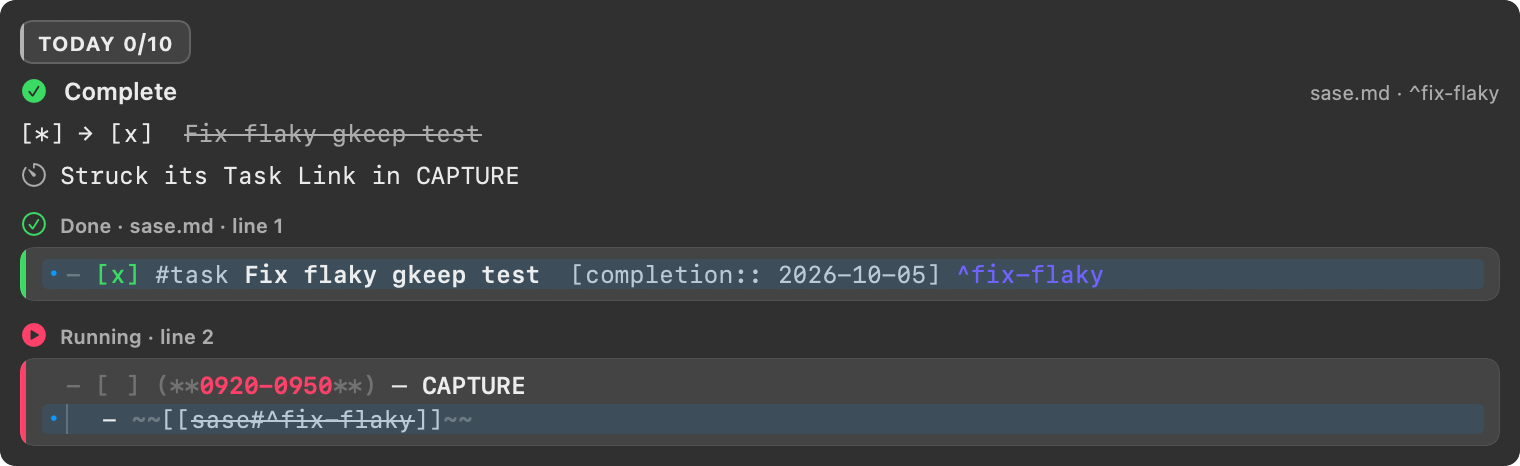 TODAY 0/10
Complete
sase.md · ^fix-flaky
[*] → [x] Fix flaky gkeep test
Struck its Task Link in CAPTURE
Done · sase.md · line 1
- [x] #task Fix flaky gkeep test [completion:: 2026-10-05] ^fix-flaky
Running · line 2
- [ ] (**0920-0950**) — CAPTURE
- ~~[[sase#^fix-flaky]]~~